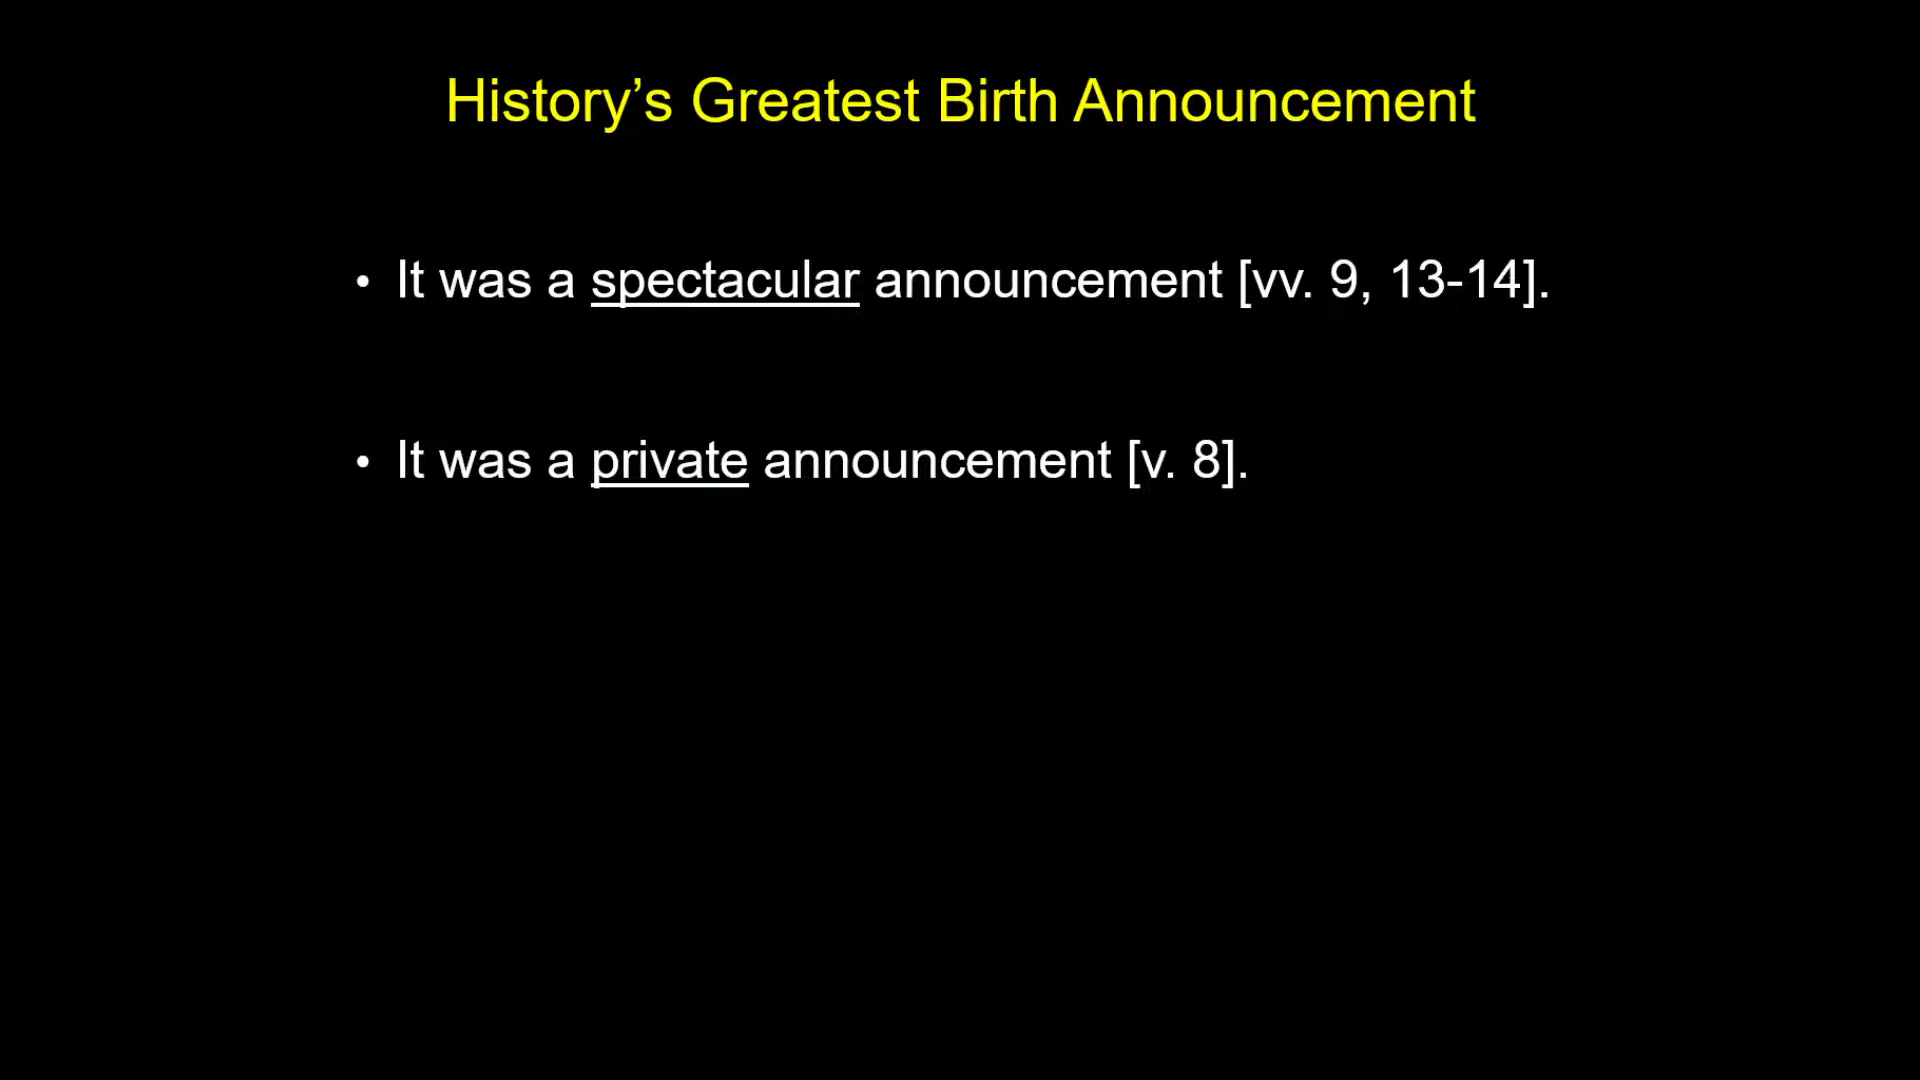 History’s Greatest Birth Announcement
• It was a spectacular announcement [vv. 9, 13-14].
• It was a private announcement [v. 8].